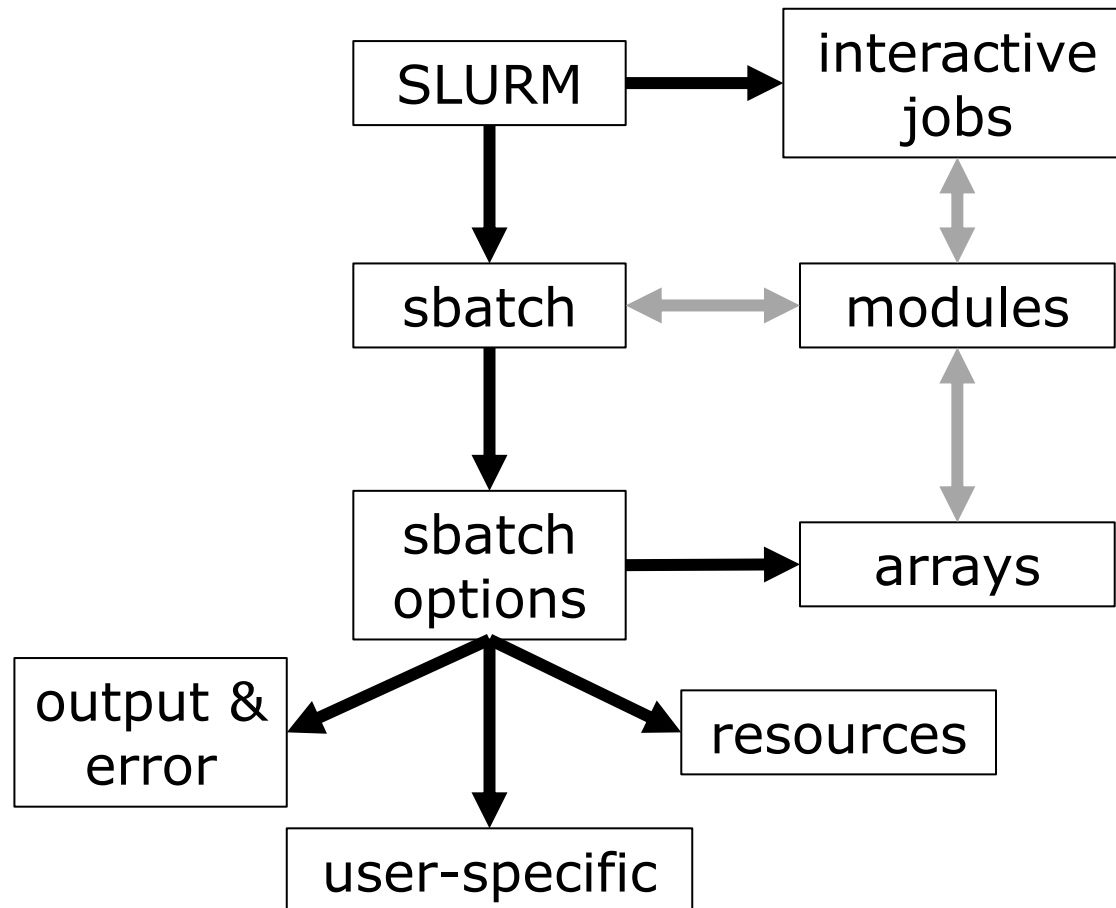 SLURM
interactive
jobs
sbatch
modules
sbatch
options
arrays
output &
error
resources
user-specific